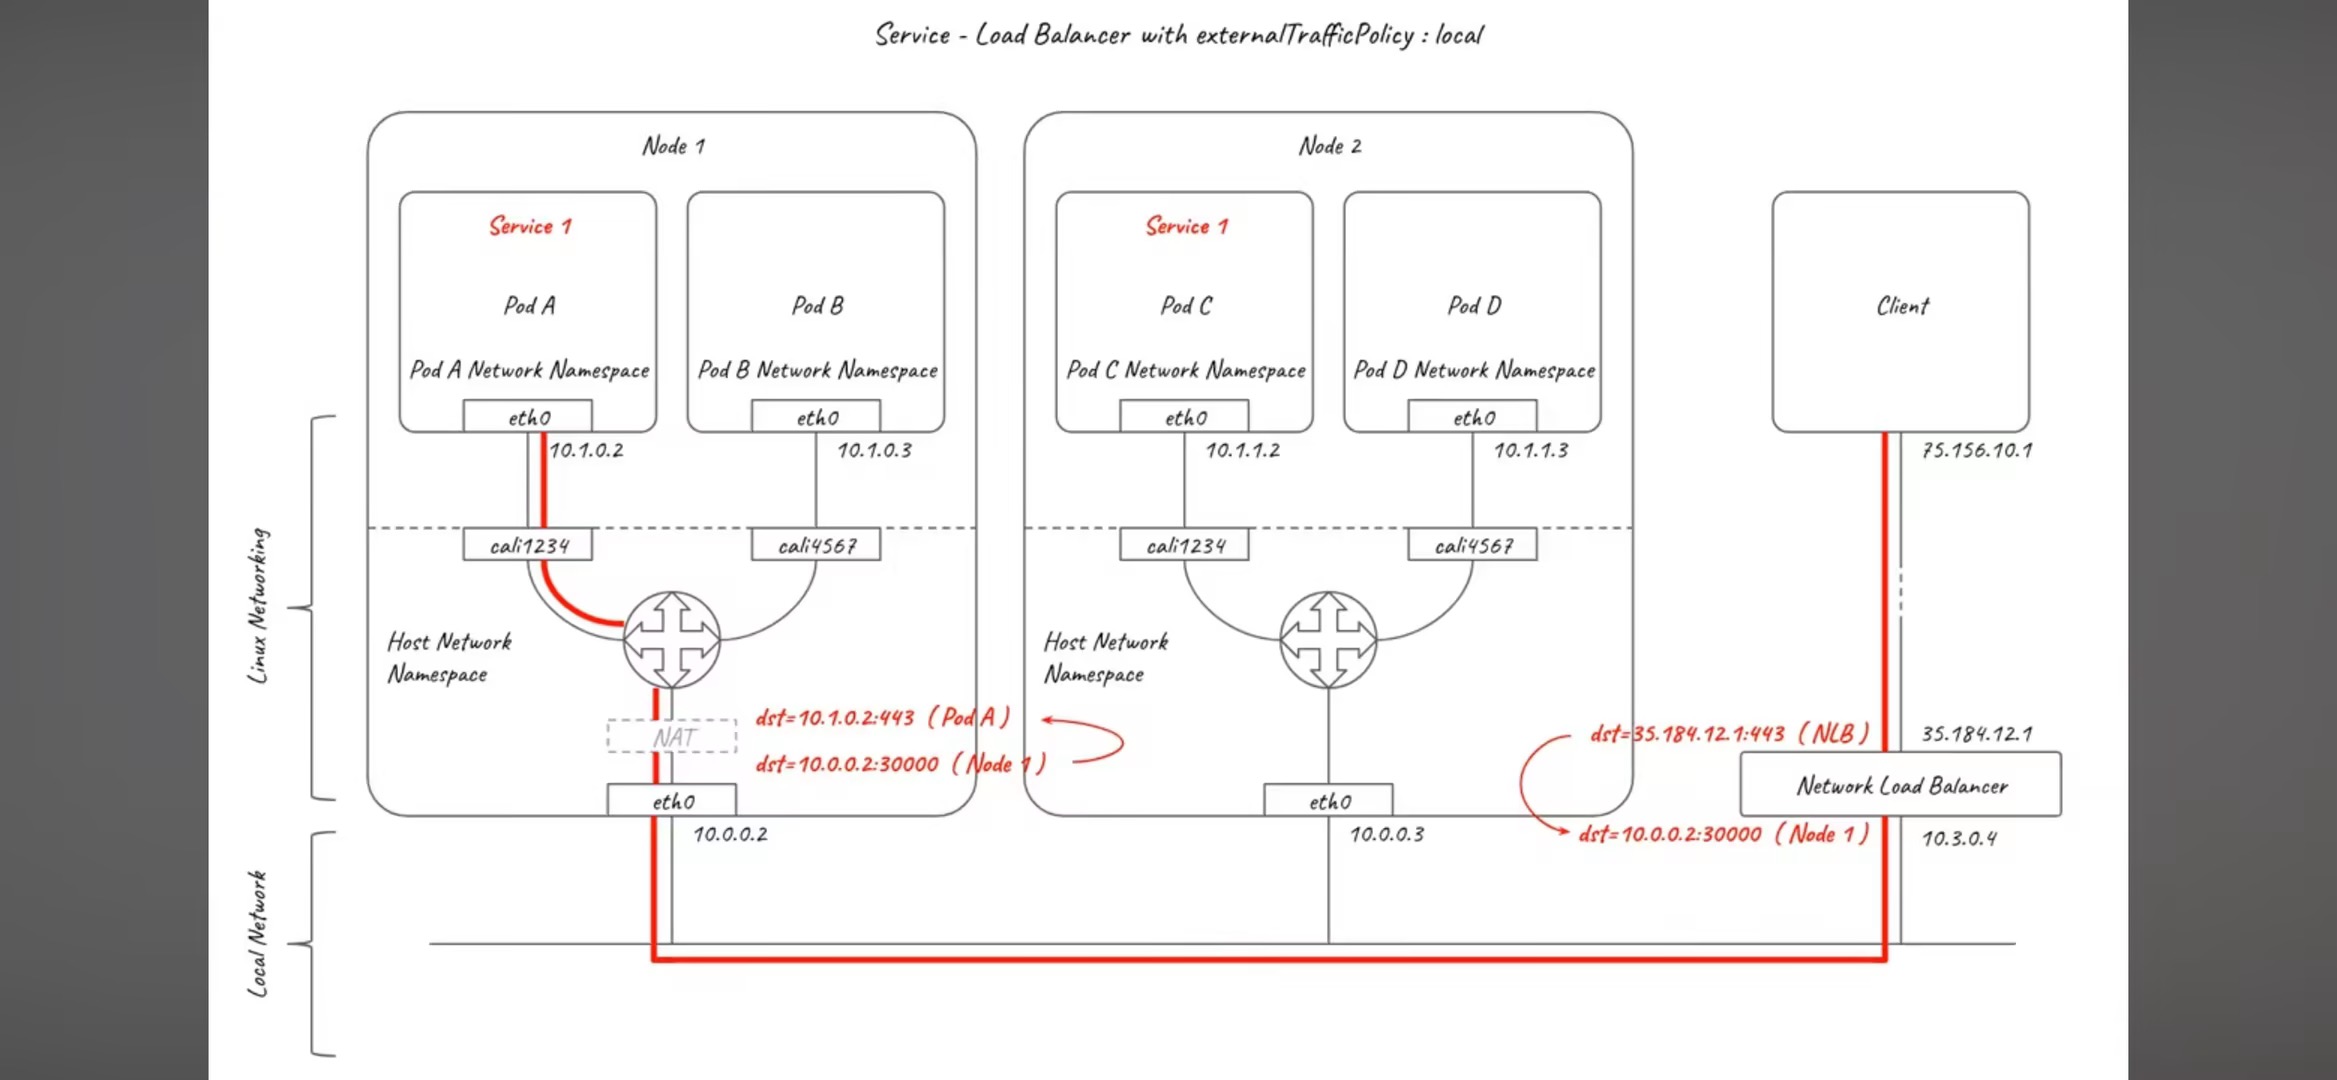 Service - Load Balancer with externalTrafficPolicy : local
Node 1
Service 1
Pod A
Pod A Network Namespace
eth0
10.1.0.2
cali1234
Pod B
Pod B Network Namespace
eth0
10.1.0.3
cali4567
Host Network
Namespace
NAT
dst=10.1.0.2:443 (Pod A)
dst=10.0.0.2:30000 (Node 1)
eth0
10.0.0.2
Node 2
Service 1
Pod C
Pod C Network Namespace
eth0
10.1.1.2
cali1234
Pod D
Pod D Network Namespace
eth0
10.1.1.3
cali4567
Host Network
Namespace
eth0
10.0.0.3
Client
75.156.10.1
dst=35.184.12.1:443 (NLB)
35.184.12.1
Network Load Balancer
dst=10.0.0.2:30000 (Node 1)
10.3.0.4
Linux Networking
Local Network